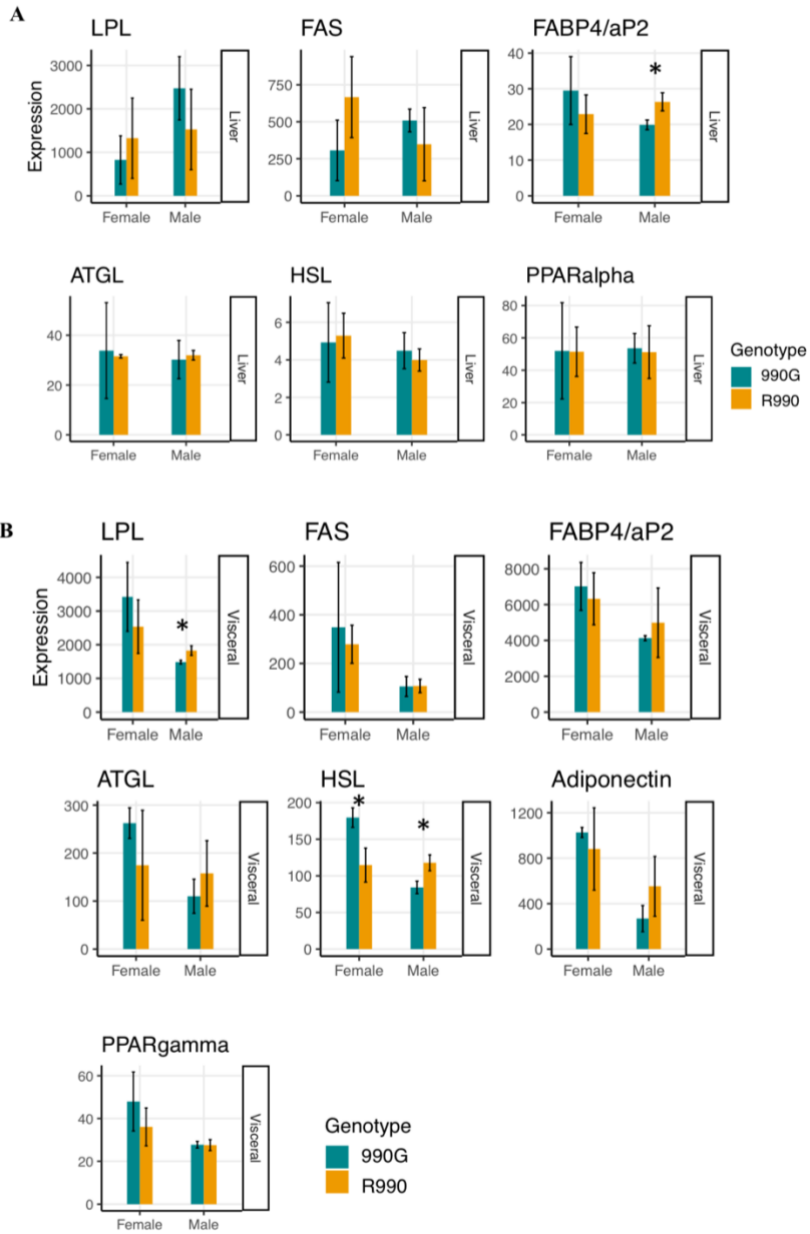 A
LPL FAS FABP4/aP2
Expression
3000
2000
1000
0
Female Male
Liver
750
500
250
0
Female Male
Liver
40
30
20
10
0
*
Female Male
Liver
ATGL HSL PPARalpha
40
20
0
Female Male
Liver
6
4
2
0
Female Male
Liver
80
60
40
20
0
Female Male
Liver
Genotype
990G
R990
B
LPL FAS FABP4/aP2
Expression
4000
3000
2000
1000
0
*
Female Male
Visceral
600
400
200
0
Female Male
Visceral
8000
6000
4000
2000
0
Female Male
Visceral
ATGL HSL Adiponectin
300
200
100
0
Female Male
Visceral
200
150
100
50
0
* *
Female Male
Visceral
1200
800
400
0
Female Male
Visceral
PPARgamma
60
40
20
0
Female Male
Visceral
Genotype
990G
R990